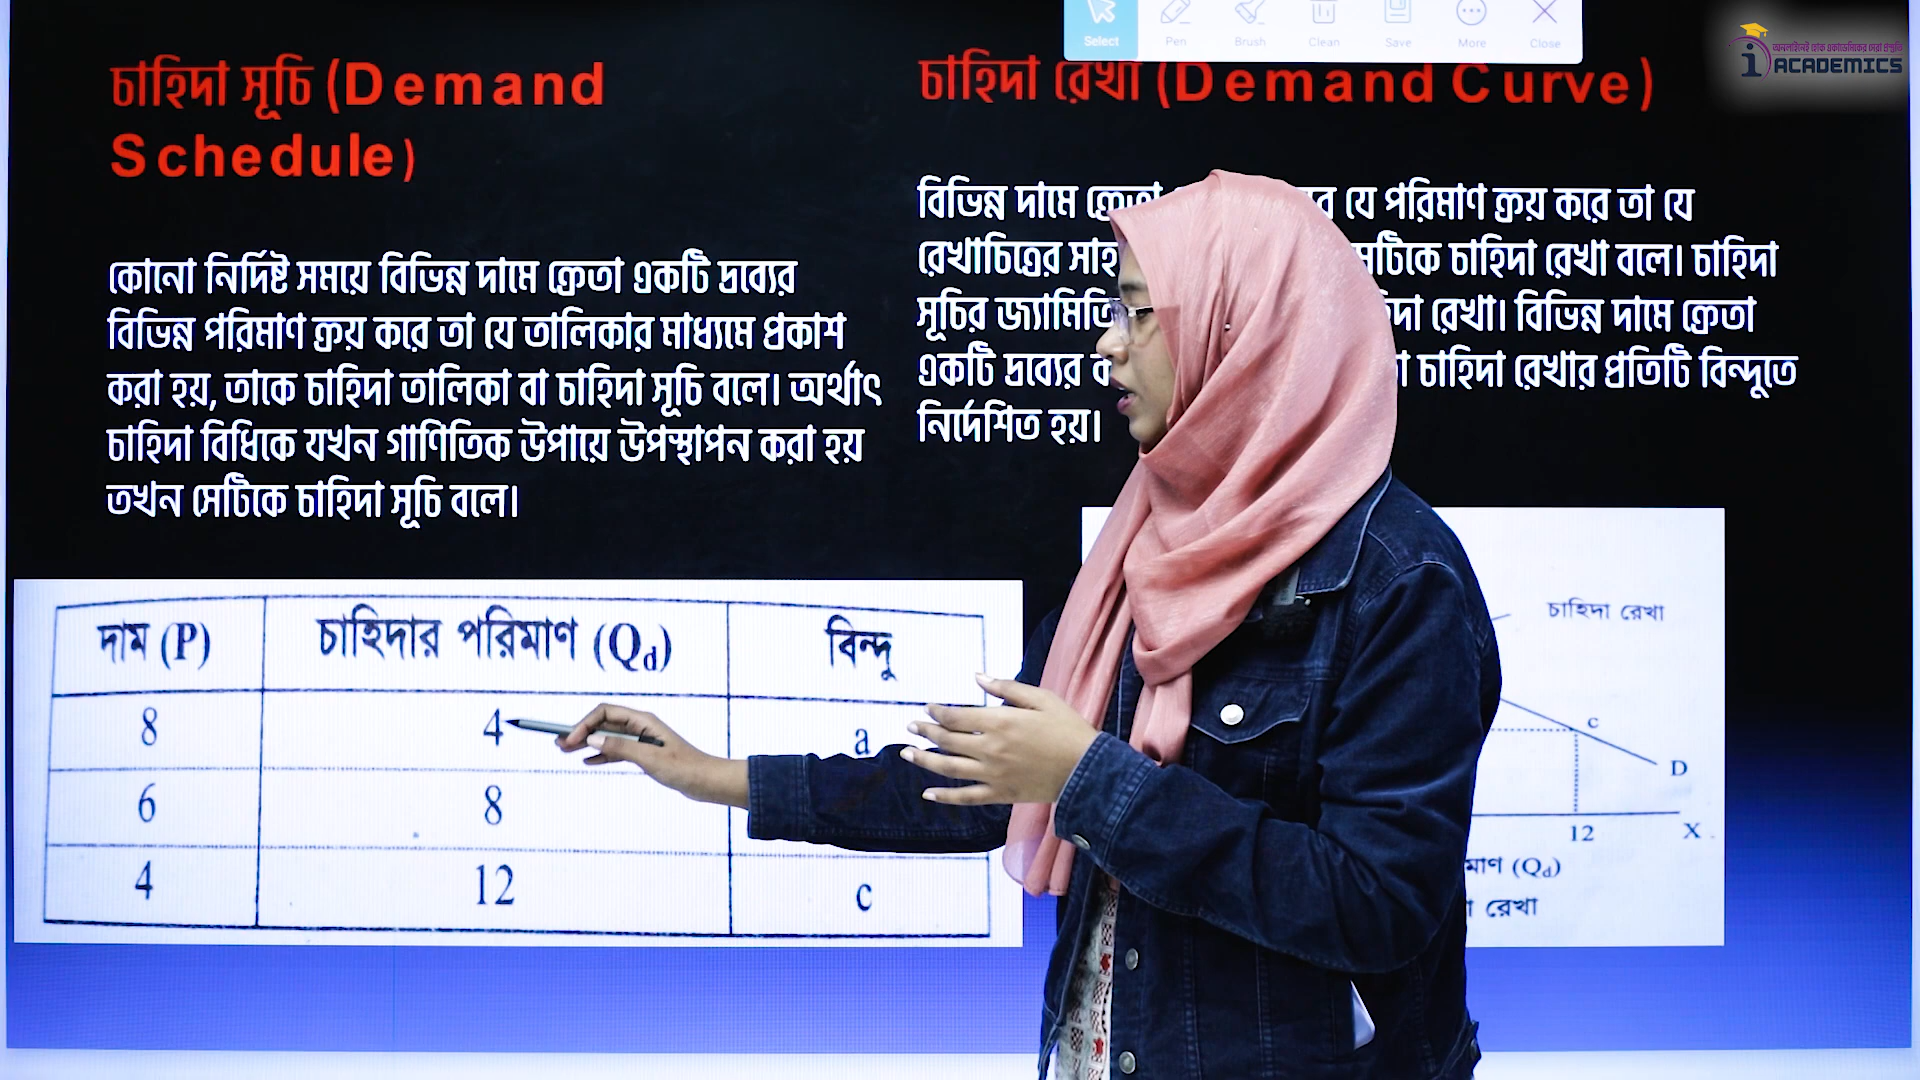 Select Pen Brush Clean Save More Close
ACADEMICS
চাহিদা সূচি (Demand
Schedule)
কোনো নির্দিষ্ট সময়ে বিভিন্ন দামে ক্রেতা একটি দ্রব্যের
বিভিন্ন পরিমাণ ক্রয় করে তা যে তালিকার মাধ্যমে প্রকাশ
করা হয়, তাকে চাহিদা তালিকা বা চাহিদা সূচি বলে। অর্থাৎ
চাহিদা বিধিকে যখন গাণিতিক উপায়ে উপস্থাপন করা হয়
তখন সেটিকে চাহিদা সূচি বলে।
দাম (P) চাহিদার পরিমাণ (Qd) বিন্দু
8 4 a
6 8
4 12 c
চাহিদা রেখা (Demand Curve)
বিভিন্ন দামে ক্রেতা যে পরিমাণ ক্রয় করে তা যে
রেখাচিত্রের চাহিদা রেখা বলে। চাহিদা
সূচির রেখা। বিভিন্ন দামে ক্রেতা
একটি দ্রব্যের চাহিদা রেখার প্রতিটি বিন্দুতে
নির্দেশিত হয়।
চাহিদা রেখা
c
D
12 X
(Qd)
রেখা